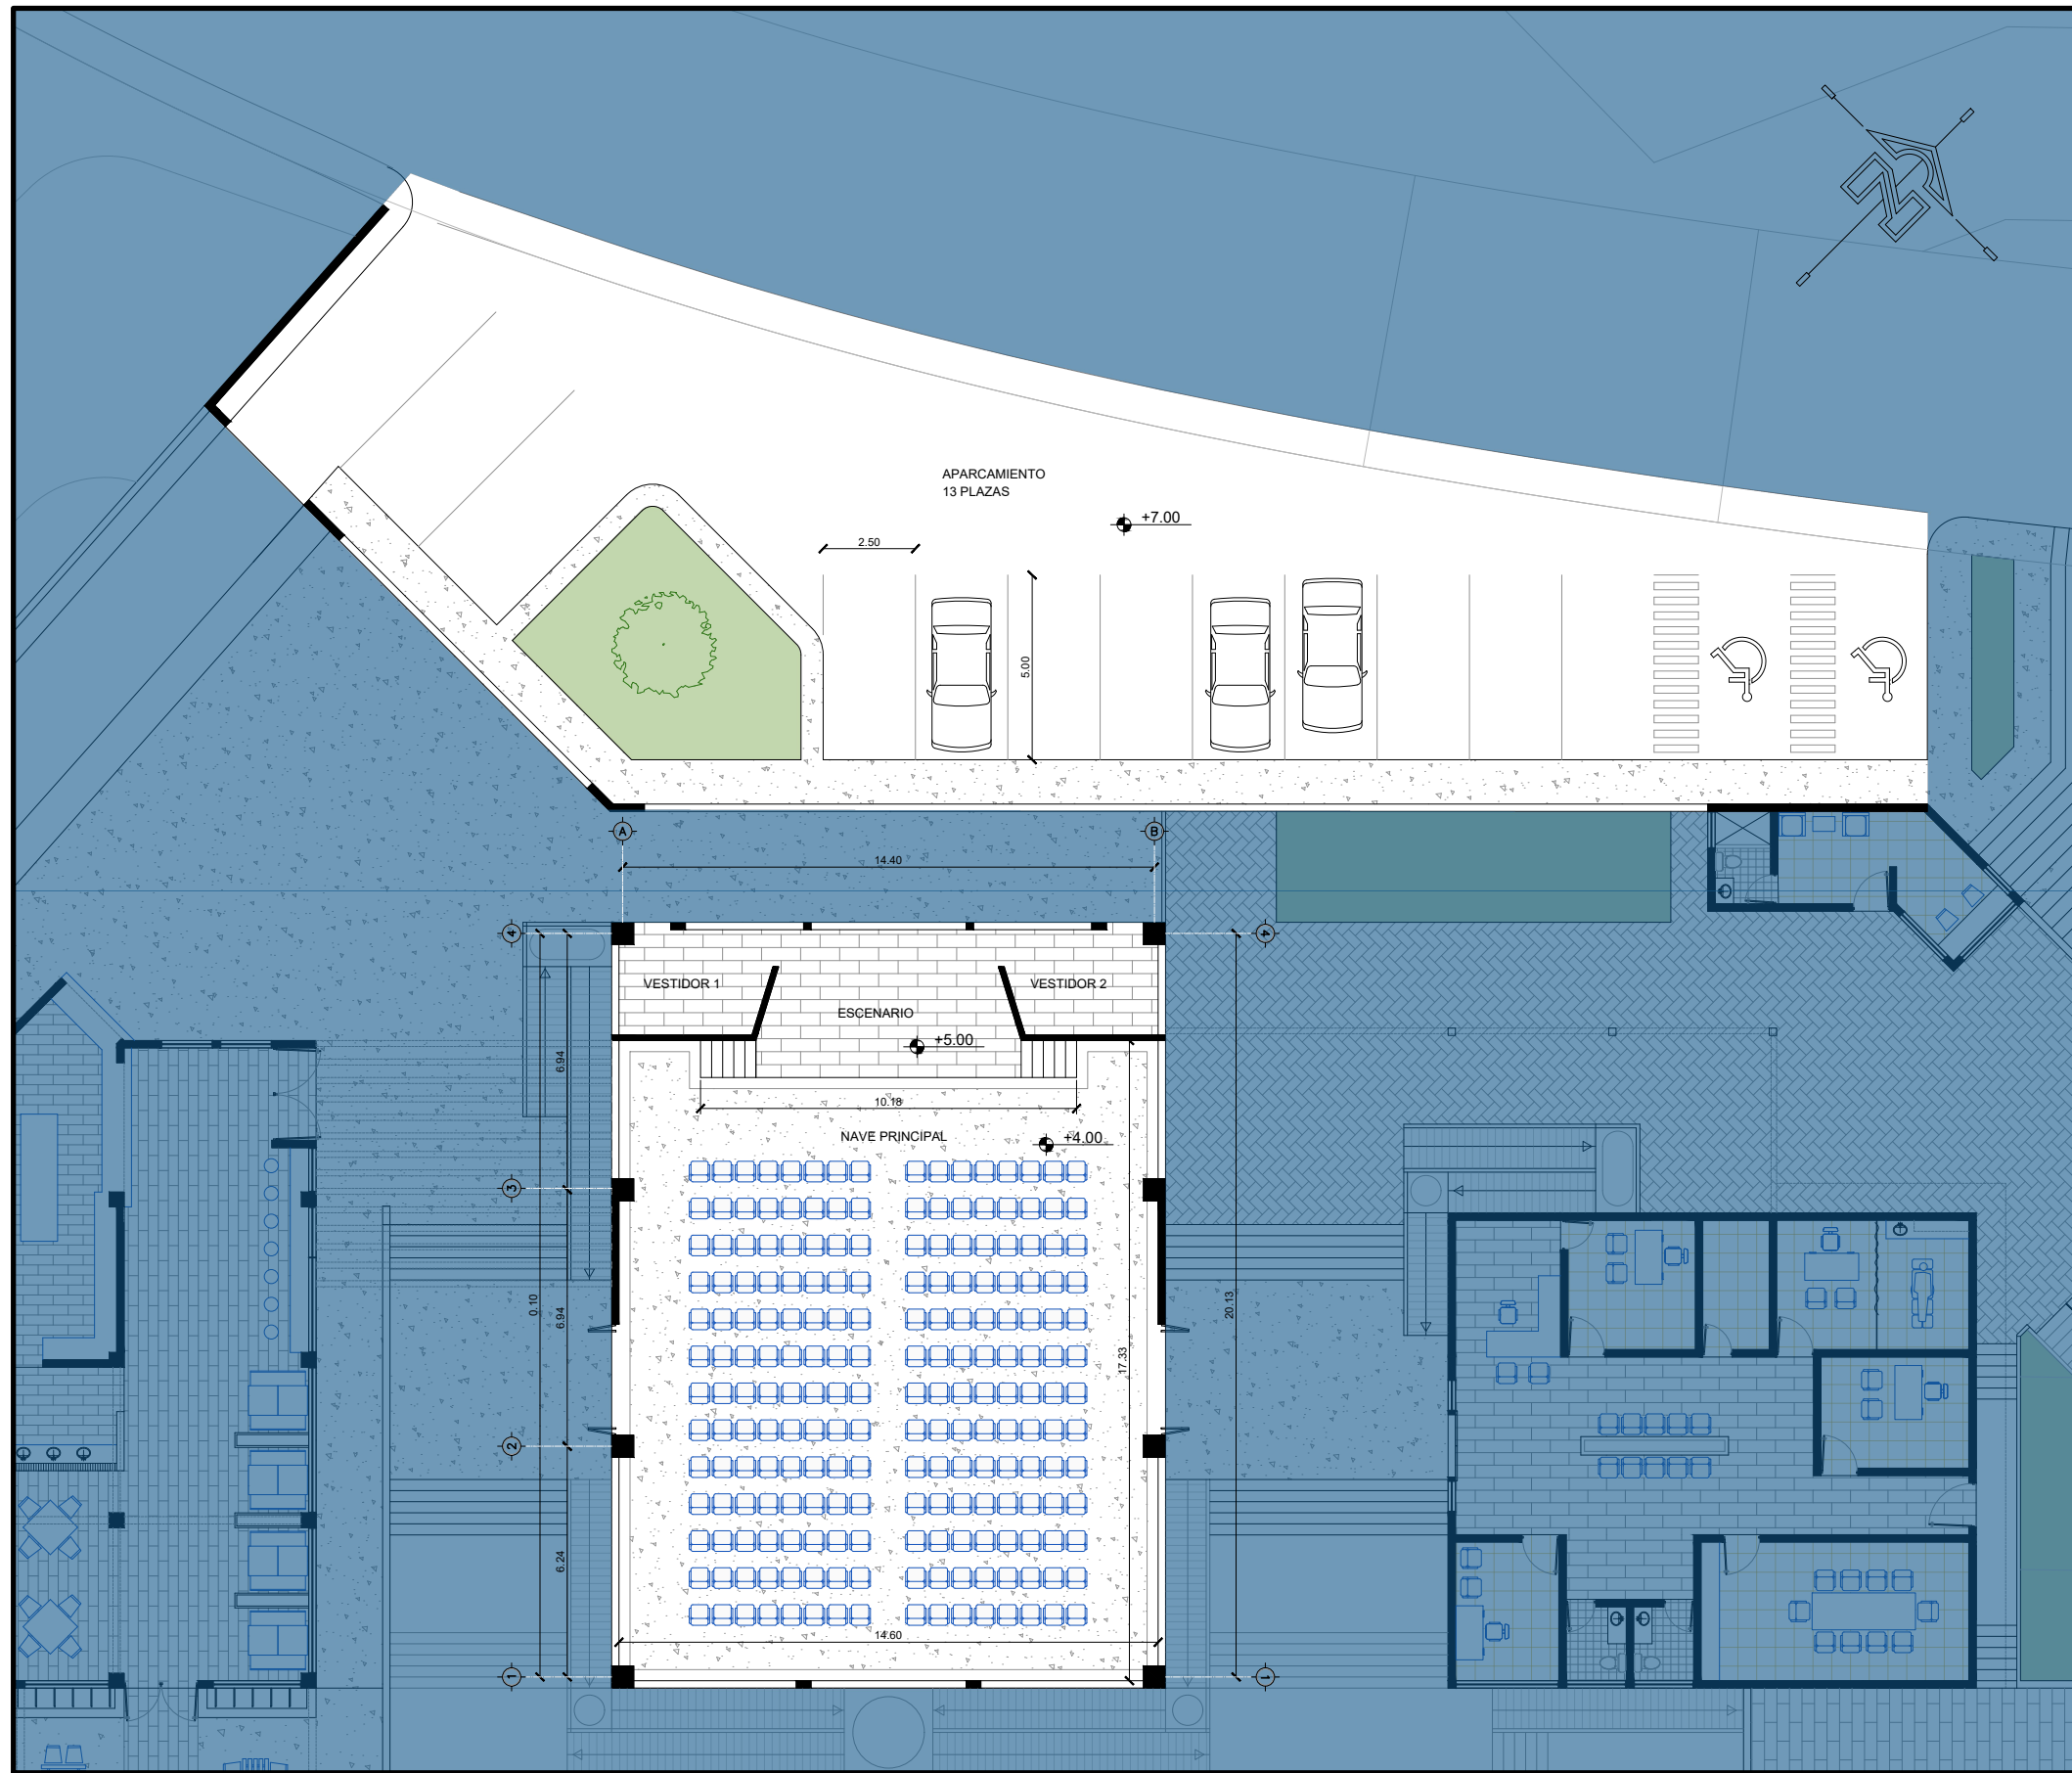 N
APARCAMIENTO
13 PLAZAS
+7.00
2.50
5.00
A
B
14.40
4
4
VESTIDOR 1
VESTIDOR 2
ESCENARIO
+5.00
6.94
10.18
NAVE PRINCIPAL
+4.00
3
0.10
6.94
20.13
17.33
2
6.24
14.60
1
1